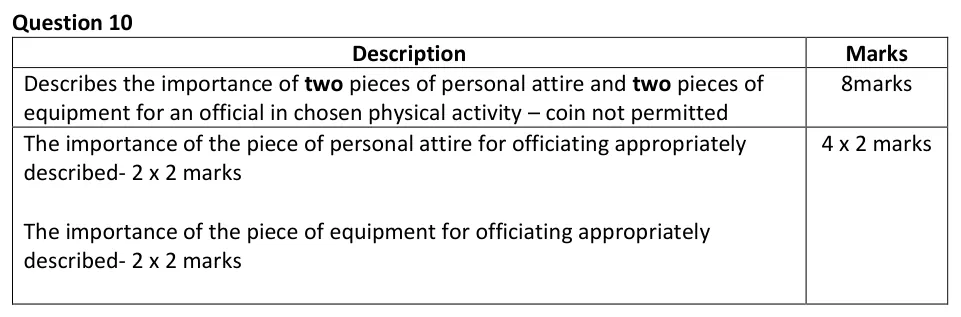 Question 10
Description Marks
Describes the importance of two pieces of personal attire and two pieces of 8marks
equipment for an official in chosen physical activity – coin not permitted
The importance of the piece of personal attire for officiating appropriately 4 x 2 marks
described- 2 x 2 marks
The importance of the piece of equipment for officiating appropriately
described- 2 x 2 marks